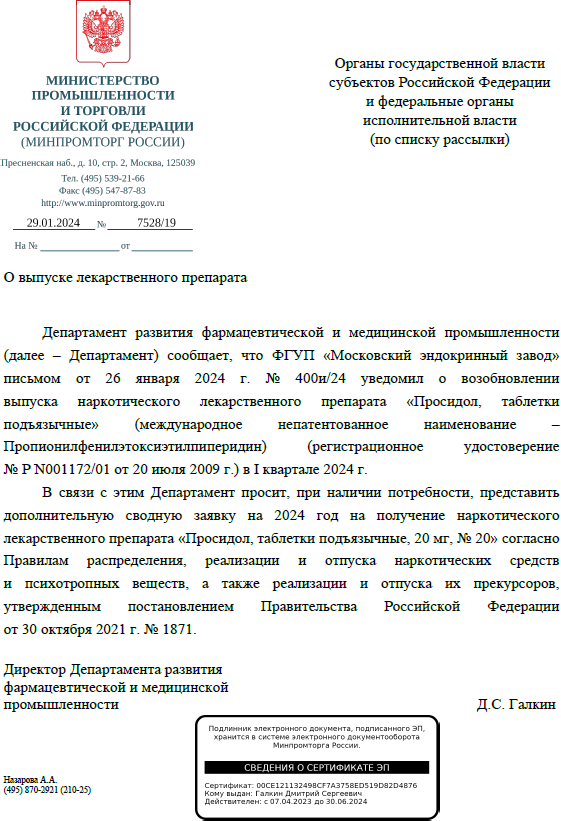 МИНИСТЕРСТВО
ПРОМЫШЛЕННОСТИ
И ТОРГОВЛИ
РОССИЙСКОЙ ФЕДЕРАЦИИ
(МИНПРОМТОРГ РОССИИ)
Пресненская наб., д. 10, стр. 2, Москва, 125039
Тел. (495) 539-21-66
Факс (495) 547-87-83
http://www.minpromtorg.gov.ru
29.01.2024 № 7528/19
На № от
Органы государственной власти
субъектов Российской Федерации
и федеральные органы
исполнительной власти
(по списку рассылки)
О выпуске лекарственного препарата
Департамент развития фармацевтической и медицинской промышленности
(далее – Департамент) сообщает, что ФГУП «Московский эндокринный завод»
письмом от 26 января 2024 г. № 400и/24 уведомил о возобновлении
выпуска наркотического лекарственного препарата «Просидол, таблетки
подъязычные» (международное непатентованное наименование –
Пропионилфенилэтоксиэтилпиперидин) (регистрационное удостоверение
№ Р N001172/01 от 20 июля 2009 г.) в I квартале 2024 г.
В связи с этим Департамент просит, при наличии потребности, представить
дополнительную сводную заявку на 2024 год на получение наркотического
лекарственного препарата «Просидол, таблетки подъязычные, 20 мг, № 20» согласно
Правилам распределения, реализации и отпуска наркотических средств
и психотропных веществ, а также реализации и отпуска их прекурсоров,
утвержденным постановлением Правительства Российской Федерации
от 30 октября 2021 г. № 1871.
Директор Департамента развития
фармацевтической и медицинской
промышленности Д.С. Галкин
Подлинник электронного документа, подписанного ЭП,
хранится в системе электронного документооборота
Минпромторга России.
СВЕДЕНИЯ О СЕРТИФИКАТЕ ЭП
Сертификат: 00CE121132498CF7A3758ED519D82D4876
Кому выдан: Галкин Дмитрий Сергеевич
Действителен: с 07.04.2023 до 30.06.2024
Назарова А.А.
(495) 870-2921 (210-25)